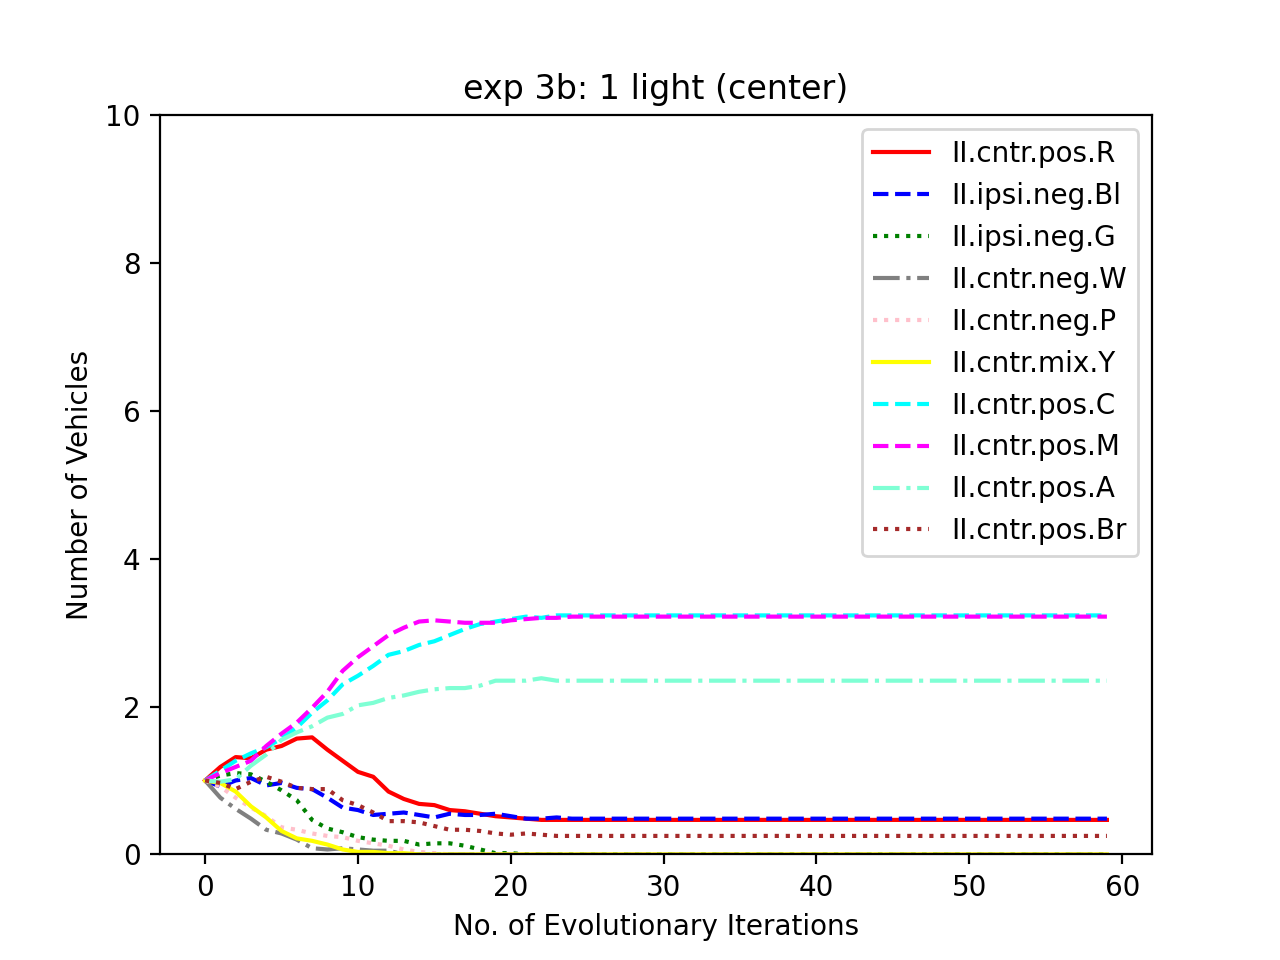 exp 3b: 1 light (center)
10
8
6
4
2
0
Number of Vehicles
II.cntr.pos.R
II.ipsi.neg.Bl
II.ipsi.neg.G
II.cntr.neg.W
II.cntr.neg.P
II.cntr.mix.Y
II.cntr.pos.C
II.cntr.pos.M
II.cntr.pos.A
II.cntr.pos.Br
0 10 20 30 40 50 60
No. of Evolutionary Iterations